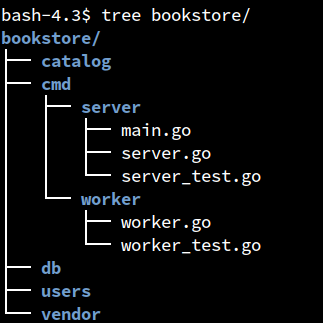 bash-4.3$ tree bookstore/
bookstore/
├── catalog
├── cmd
│   ├── server
│   │   ├── main.go
│   │   ├── server.go
│   │   └── server_test.go
│   └── worker
│       ├── worker.go
│       └── worker_test.go
├── db
├── users
└── vendor